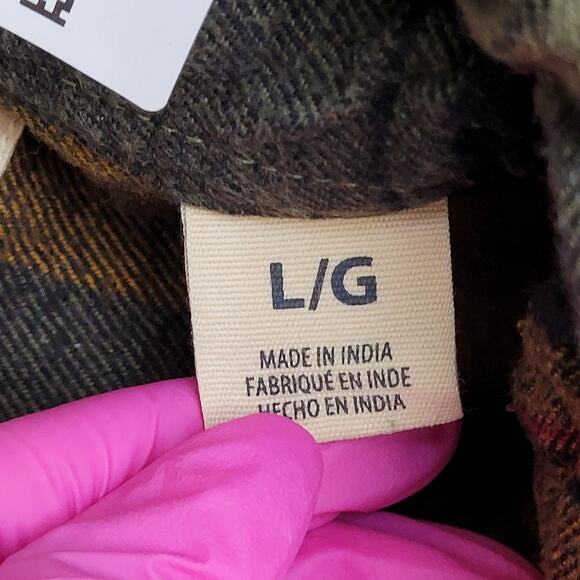 L/G
MADE IN INDIA
FABRIQUÉ EN INDE
HECHO EN INDIA